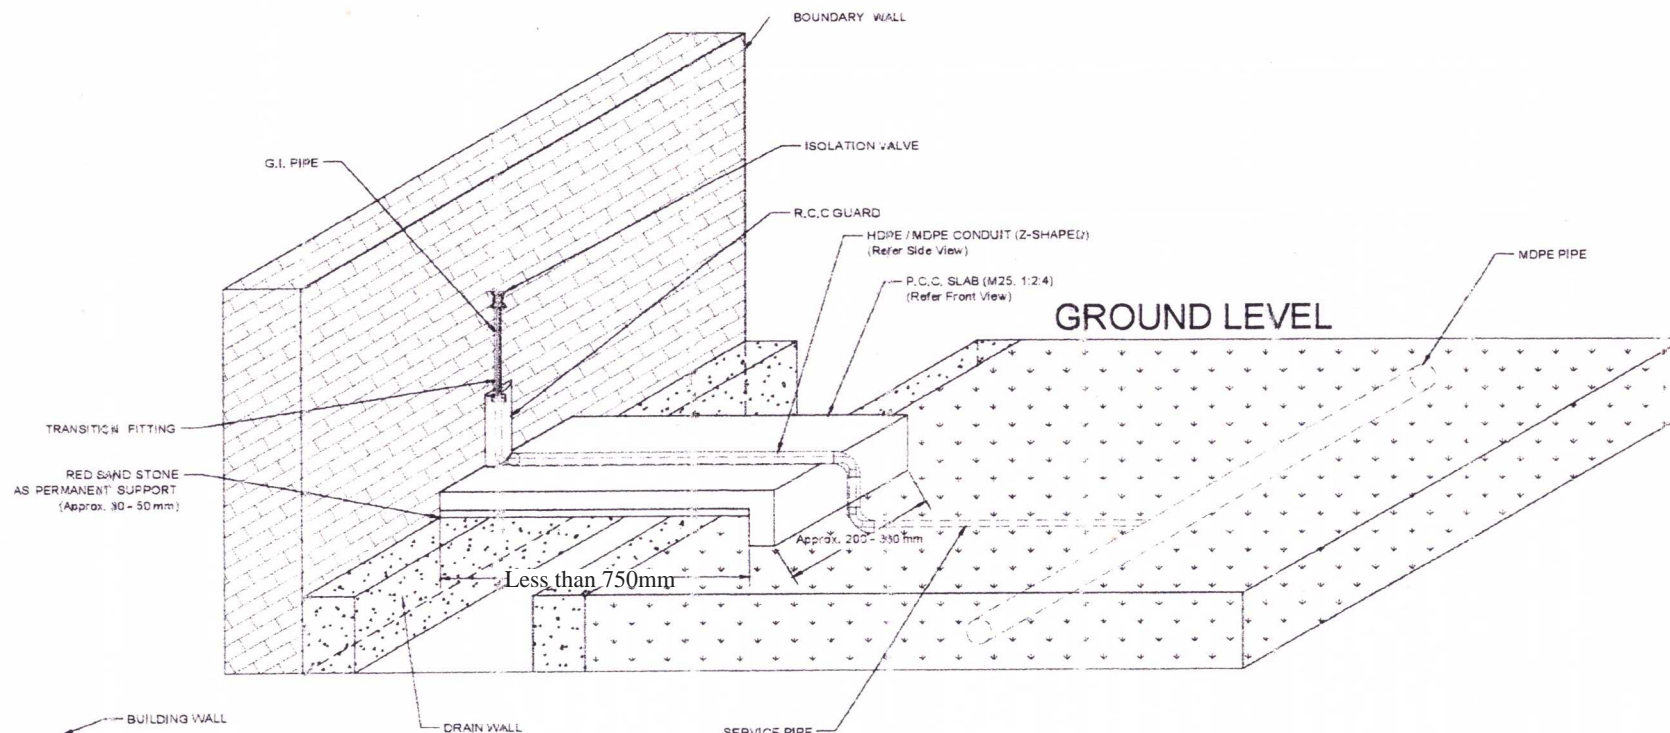 BOUNDARY WALL
G.I. PIPE
ISOLATION VALVE
R.C.C GUARD
HDPE / MDPE CONDUIT (Z-SHAPED)
(Refer Side View)
MDPE PIPE
P.C.C. SLAB (M25, 1:2:4)
(Refer Front View)
GROUND LEVEL
TRANSITION FITTING
RED SAND STONE
AS PERMANENT SUPPORT
(Approx. 30 - 50 mm)
Approx. 200 - 330 mm
Less than 750mm
BUILDING WALL
DRAIN WALL
SERVICE PIPE